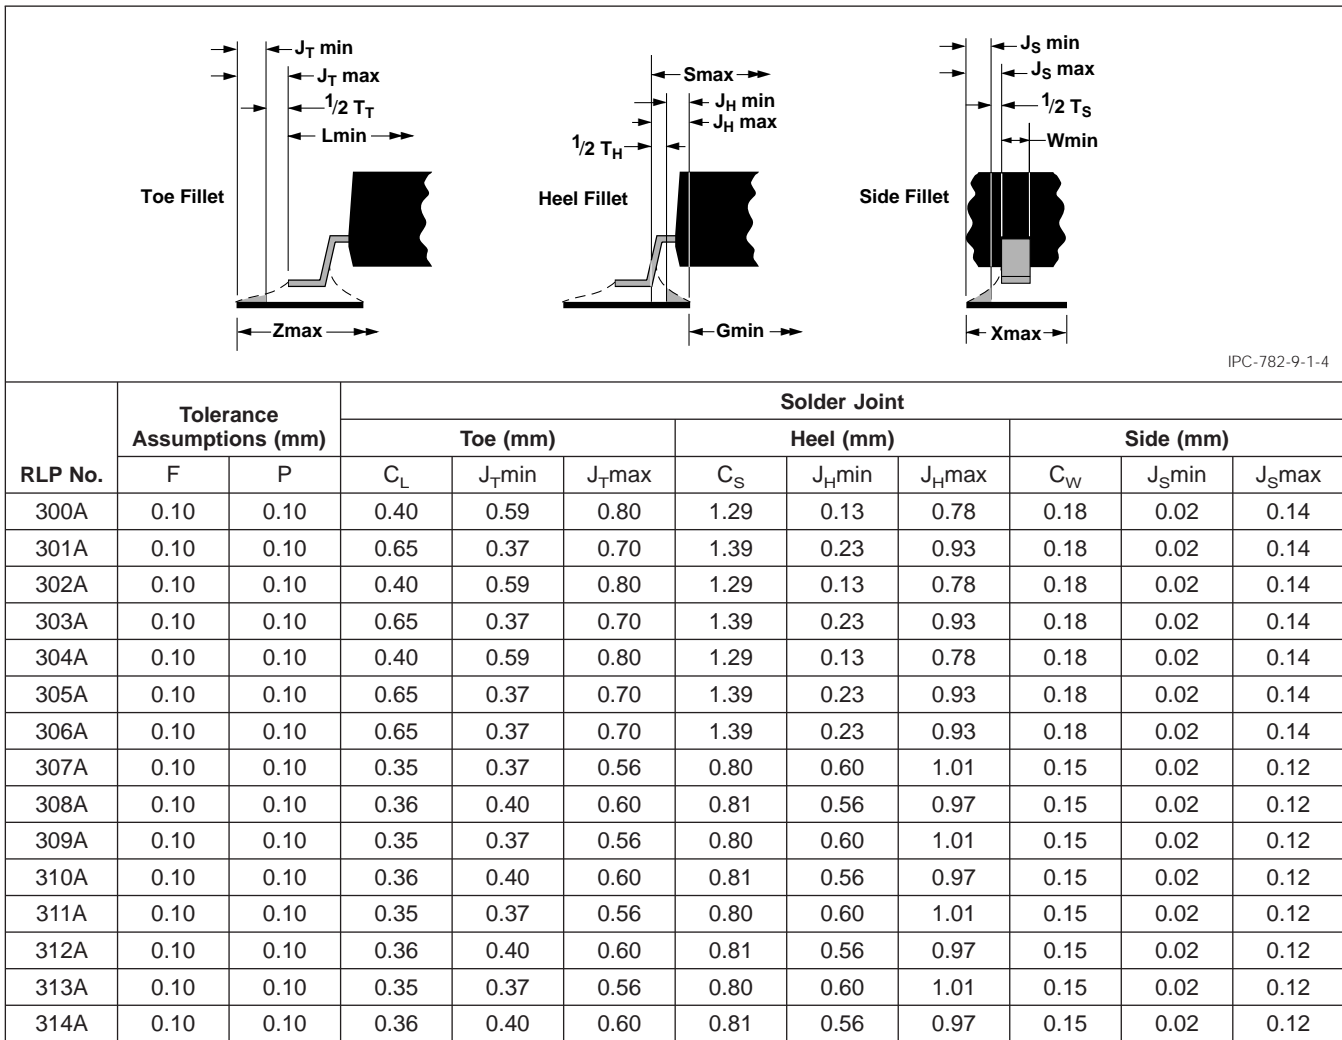 J_T min
J_T max
1/2 T_T
Lmin
Toe Fillet
Zmax
Smax
J_H min
J_H max
1/2 T_H
Heel Fillet
Gmin
J_S min
J_S max
1/2 T_S
Wmin
Side Fillet
Xmax
IPC-782-9-1-4
RLP No. Tolerance Assumptions (mm) Solder Joint
Toe (mm) Heel (mm) Side (mm)
F P C_L J_Tmin J_Tmax C_S J_Hmin J_Hmax C_W J_Smin J_Smax
300A 0.10 0.10 0.40 0.59 0.80 1.29 0.13 0.78 0.18 0.02 0.14
301A 0.10 0.10 0.65 0.37 0.70 1.39 0.23 0.93 0.18 0.02 0.14
302A 0.10 0.10 0.40 0.59 0.80 1.29 0.13 0.78 0.18 0.02 0.14
303A 0.10 0.10 0.65 0.37 0.70 1.39 0.23 0.93 0.18 0.02 0.14
304A 0.10 0.10 0.40 0.59 0.80 1.29 0.13 0.78 0.18 0.02 0.14
305A 0.10 0.10 0.65 0.37 0.70 1.39 0.23 0.93 0.18 0.02 0.14
306A 0.10 0.10 0.65 0.37 0.70 1.39 0.23 0.93 0.18 0.02 0.14
307A 0.10 0.10 0.35 0.37 0.56 0.80 0.60 1.01 0.15 0.02 0.12
308A 0.10 0.10 0.36 0.40 0.60 0.81 0.56 0.97 0.15 0.02 0.12
309A 0.10 0.10 0.35 0.37 0.56 0.80 0.60 1.01 0.15 0.02 0.12
310A 0.10 0.10 0.36 0.40 0.60 0.81 0.56 0.97 0.15 0.02 0.12
311A 0.10 0.10 0.35 0.37 0.56 0.80 0.60 1.01 0.15 0.02 0.12
312A 0.10 0.10 0.36 0.40 0.60 0.81 0.56 0.97 0.15 0.02 0.12
313A 0.10 0.10 0.35 0.37 0.56 0.80 0.60 1.01 0.15 0.02 0.12
314A 0.10 0.10 0.36 0.40 0.60 0.81 0.56 0.97 0.15 0.02 0.12